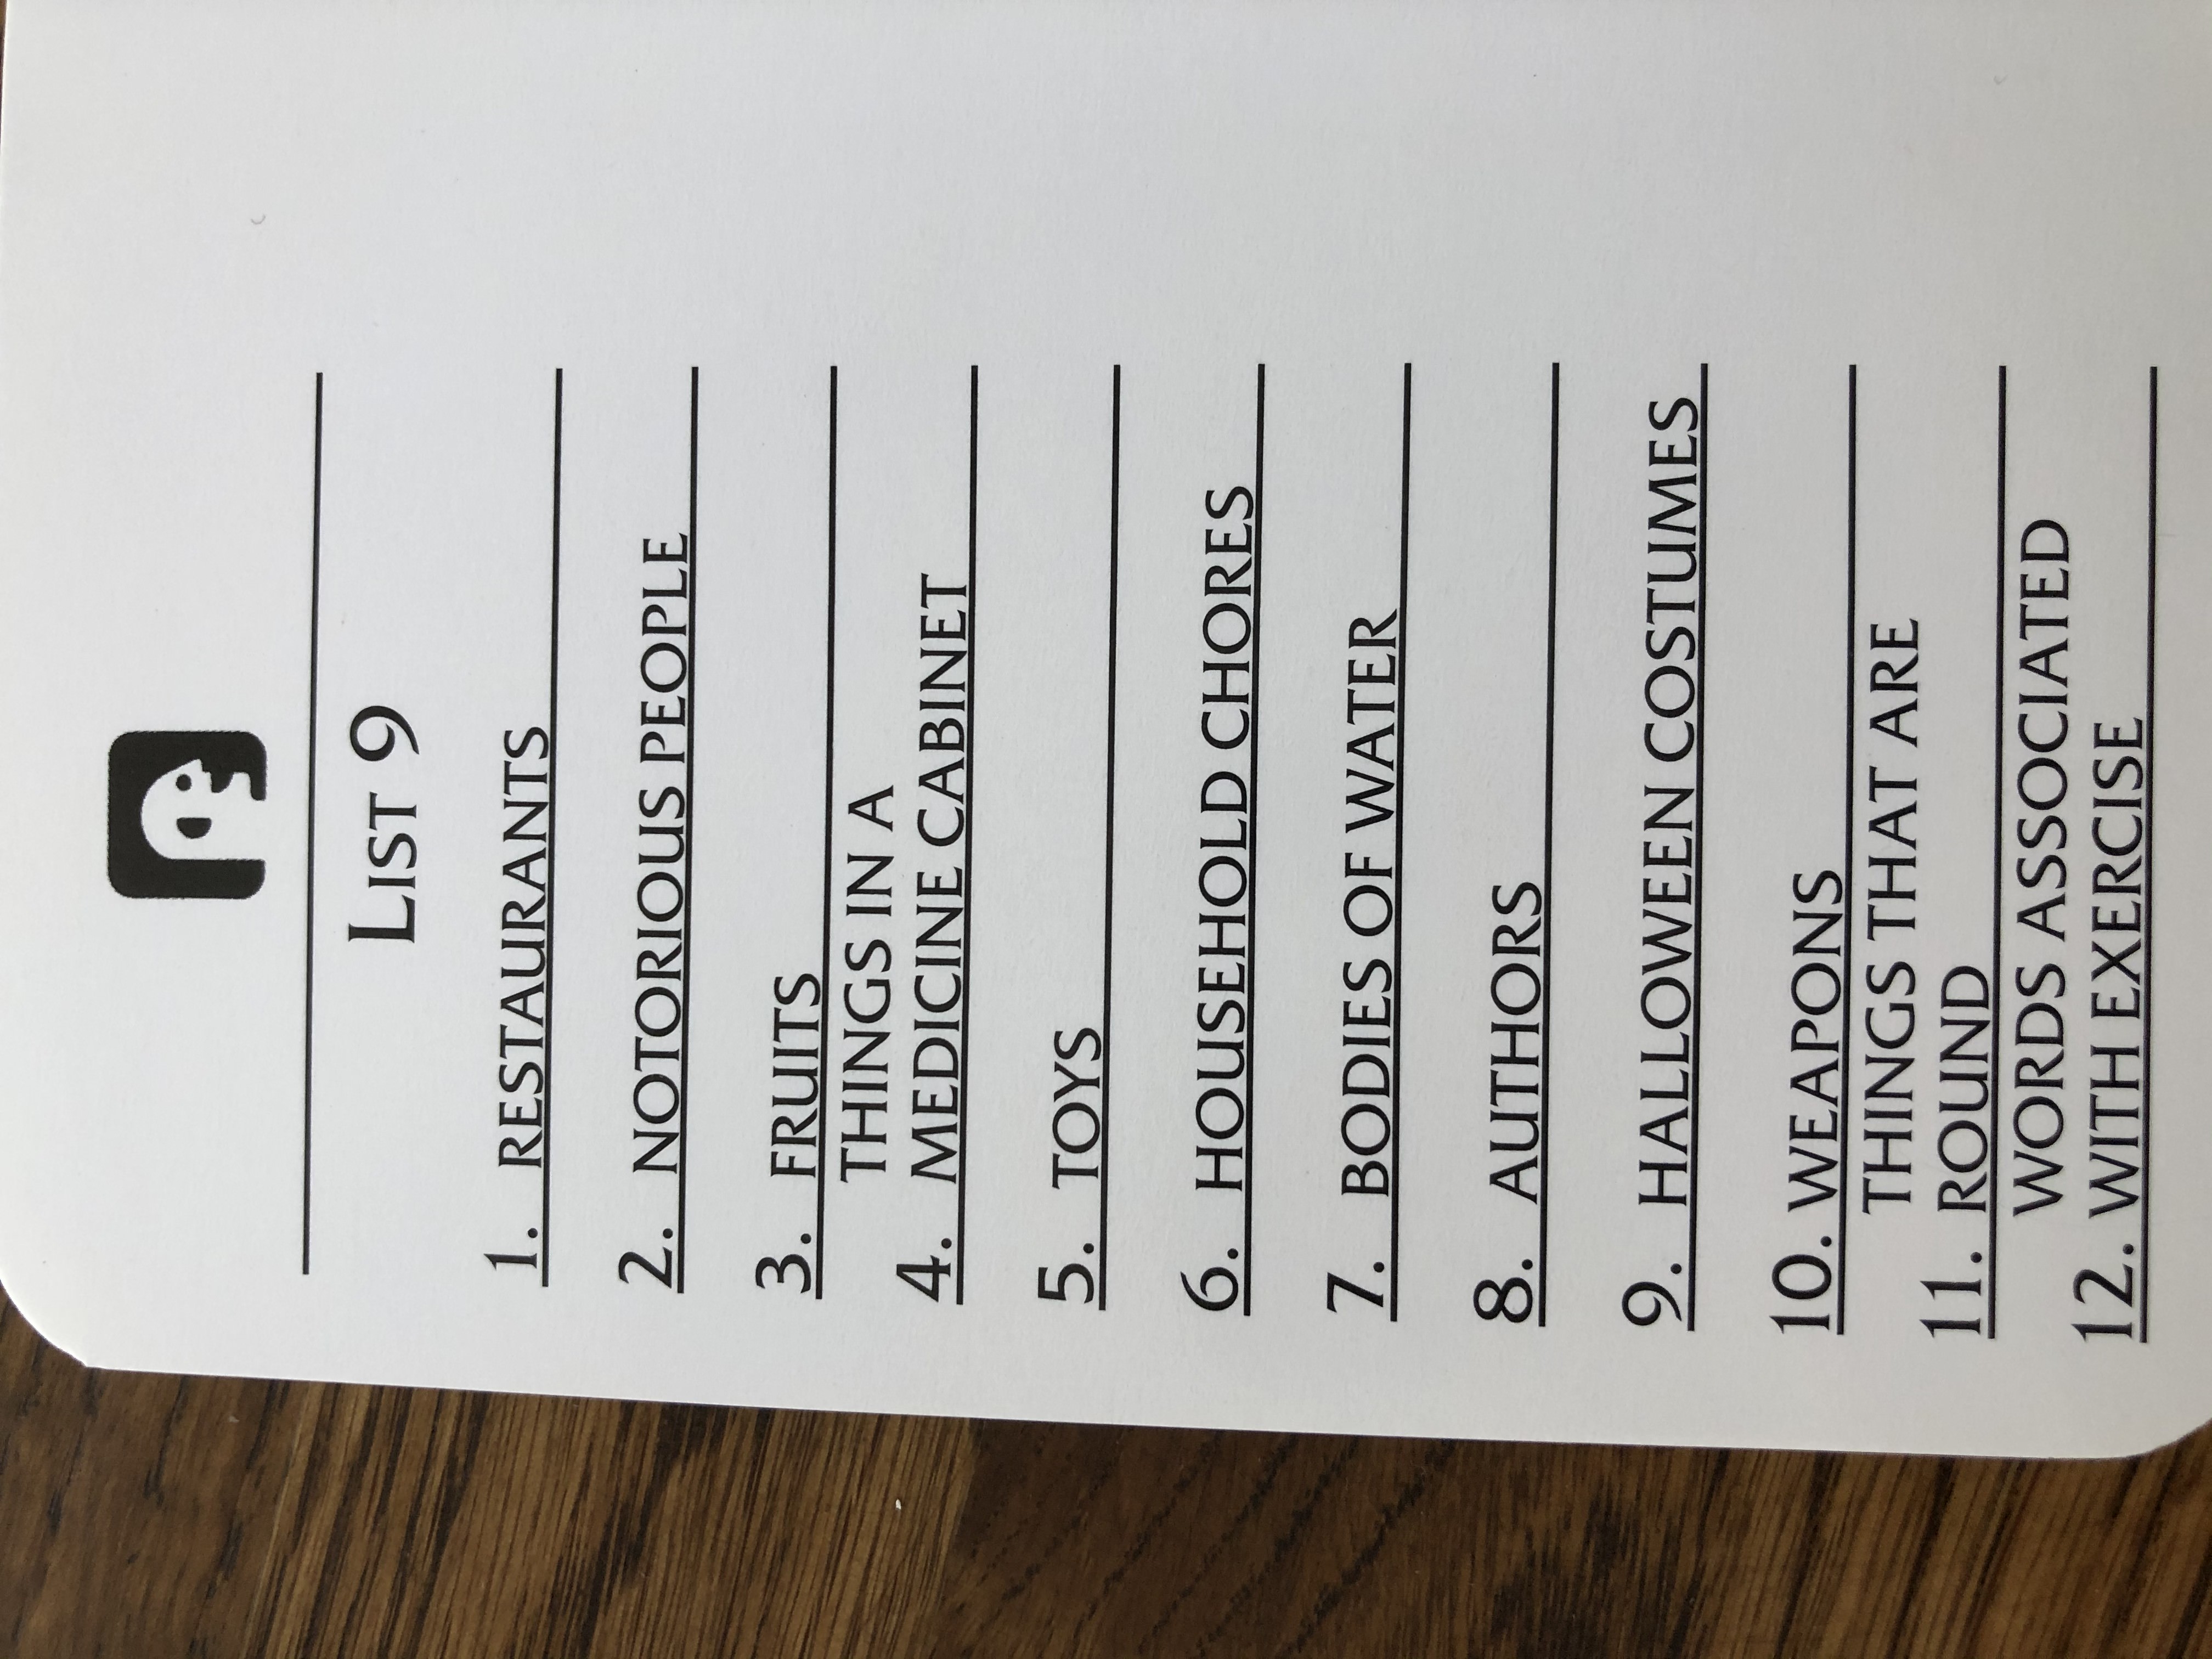 LIST 9
1. RESTAURANTS
2. NOTORIOUS PEOPLE
3. FRUITS
THINGS IN A
4. MEDICINE CABINET
5. TOYS
6. HOUSEHOLD CHORES
7. BODIES OF WATER
8. AUTHORS
9. HALLOWEEN COSTUMES
10. WEAPONS
THINGS THAT ARE
11. ROUND
WORDS ASSOCIATED
12. WITH EXERCISE